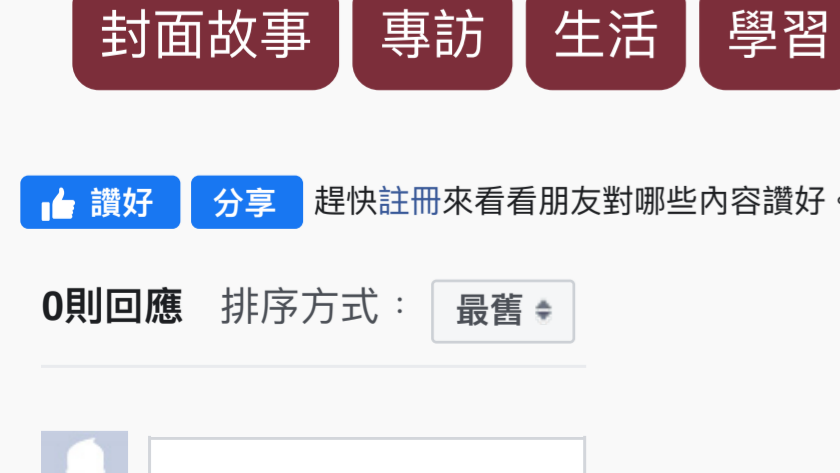 封面故事 專訪 生活 學習
讚好 分享 趕快註冊來看看朋友對哪些內容讚好。
0則回應 排序方式： 最舊